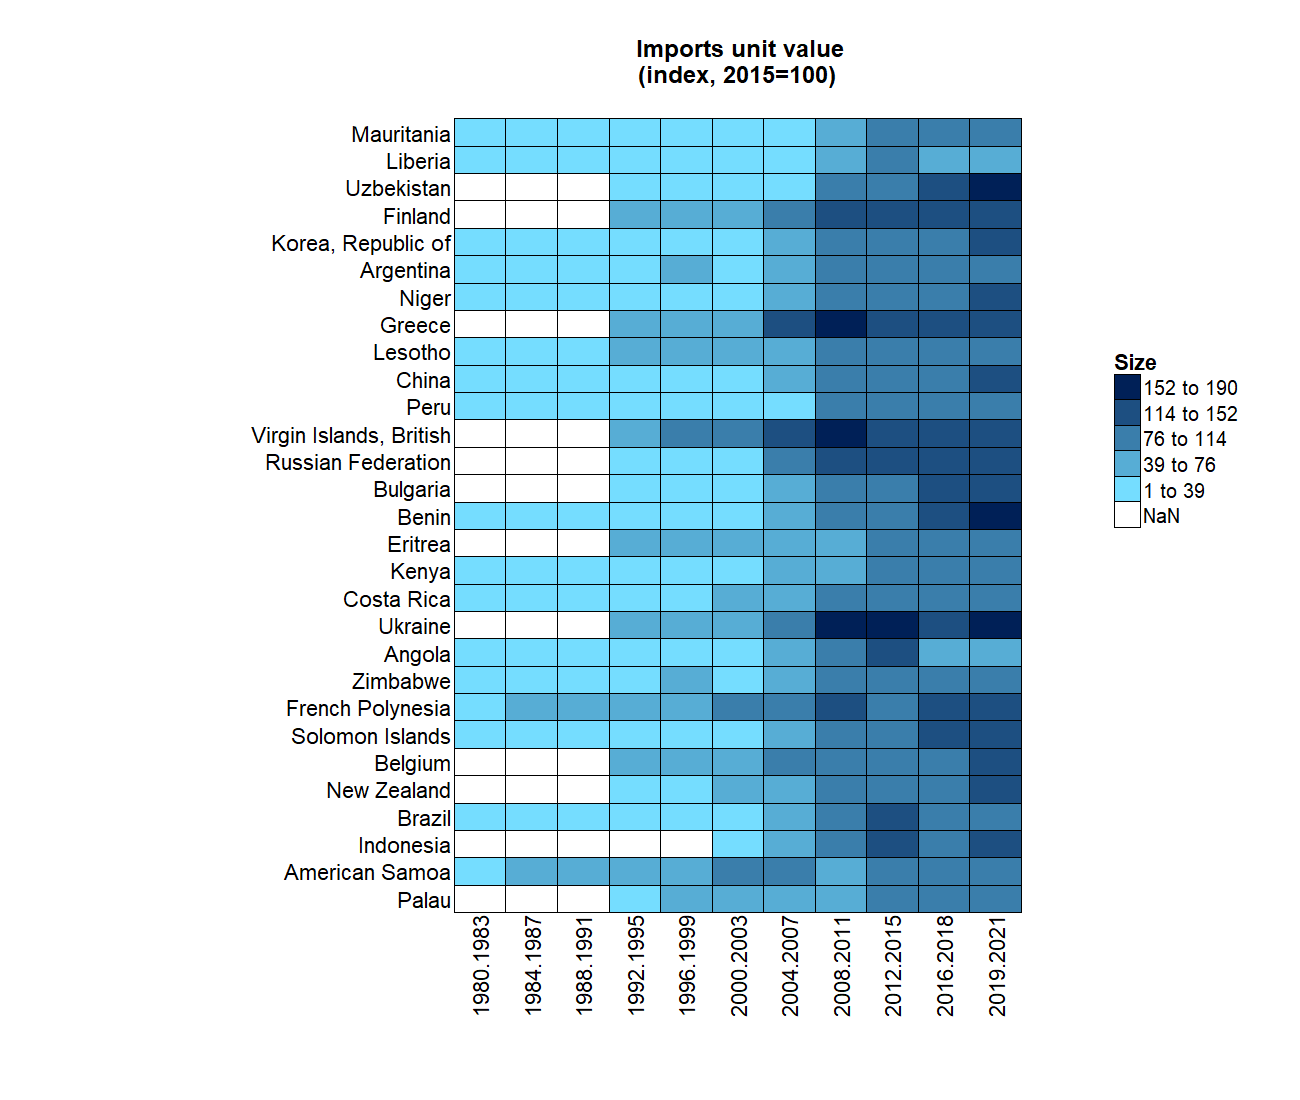 Imports unit value
(index, 2015=100)
Mauritania
Liberia
Uzbekistan
Finland
Korea, Republic of
Argentina
Niger
Greece
Lesotho
China
Peru
Virgin Islands, British
Russian Federation
Bulgaria
Benin
Eritrea
Kenya
Costa Rica
Ukraine
Angola
Zimbabwe
French Polynesia
Solomon Islands
Belgium
New Zealand
Brazil
Indonesia
American Samoa
Palau
1980.1983
1984.1987
1988.1991
1992.1995
1996.1999
2000.2003
2004.2007
2008.2011
2012.2015
2016.2018
2019.2021
Size
152 to 190
114 to 152
76 to 114
39 to 76
1 to 39
NaN